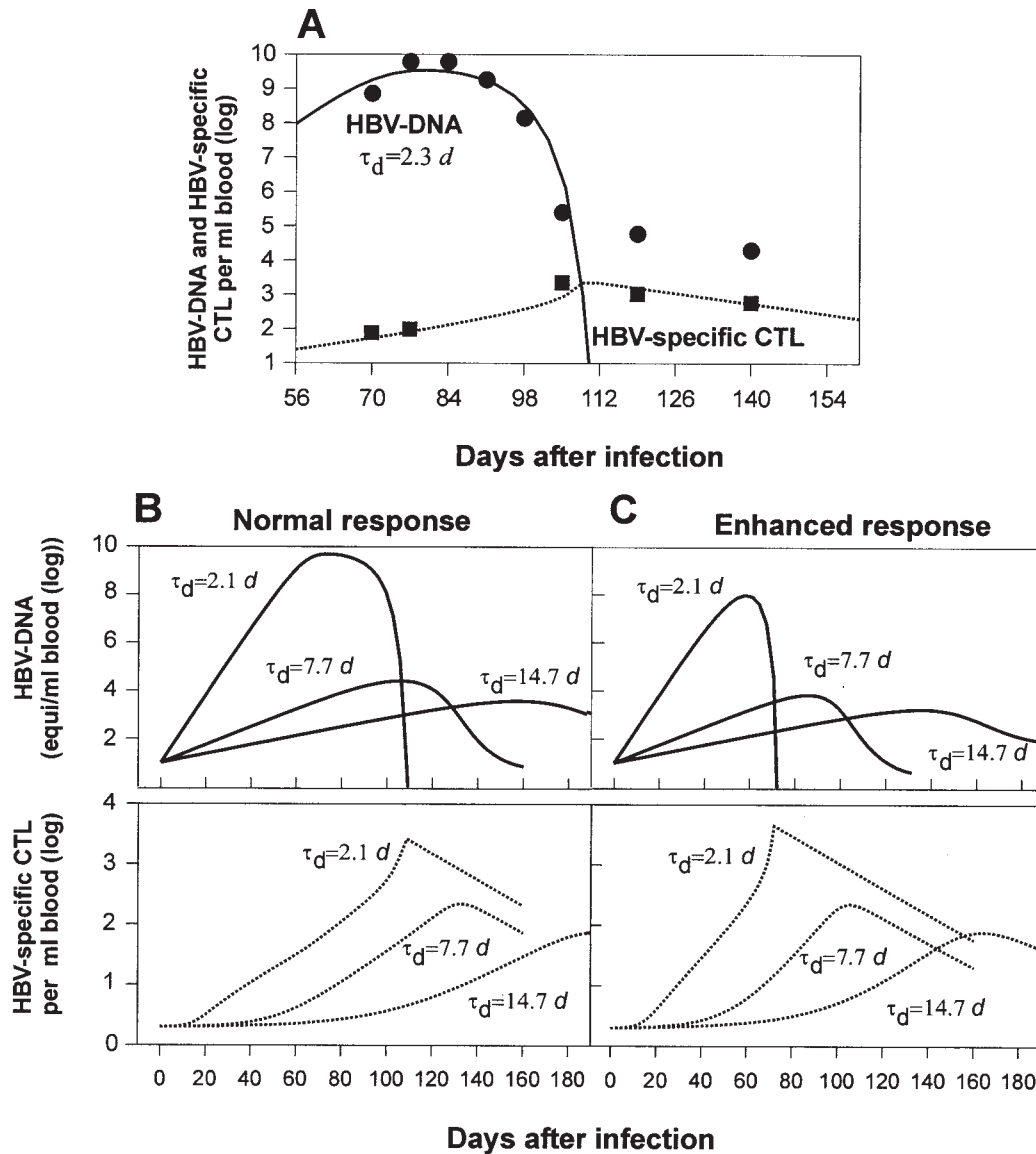 A
HBV-DNA and HBV-specific
CTL per ml blood (log)
10
9
8
7
6
5
4
3
2
1
HBV-DNA
τd=2.3 d
HBV-specific CTL
56 70 84 98 112 126 140 154
Days after infection
B
Normal response
C
Enhanced response
HBV-DNA
(equi/ml blood (log))
10
8
6
4
2
τd=2.1 d
τd=7.7 d
τd=14.7 d
τd=2.1 d
τd=7.7 d
τd=14.7 d
HBV-specific CTL
per ml blood (log)
4
3
2
1
0
τd=2.1 d
τd=7.7 d
τd=14.7 d
τd=2.1 d
τd=7.7 d
τd=14.7 d
0 20 40 60 80 100 120 140 160
0 20 40 60 80 100 120 140 160 180
Days after infection